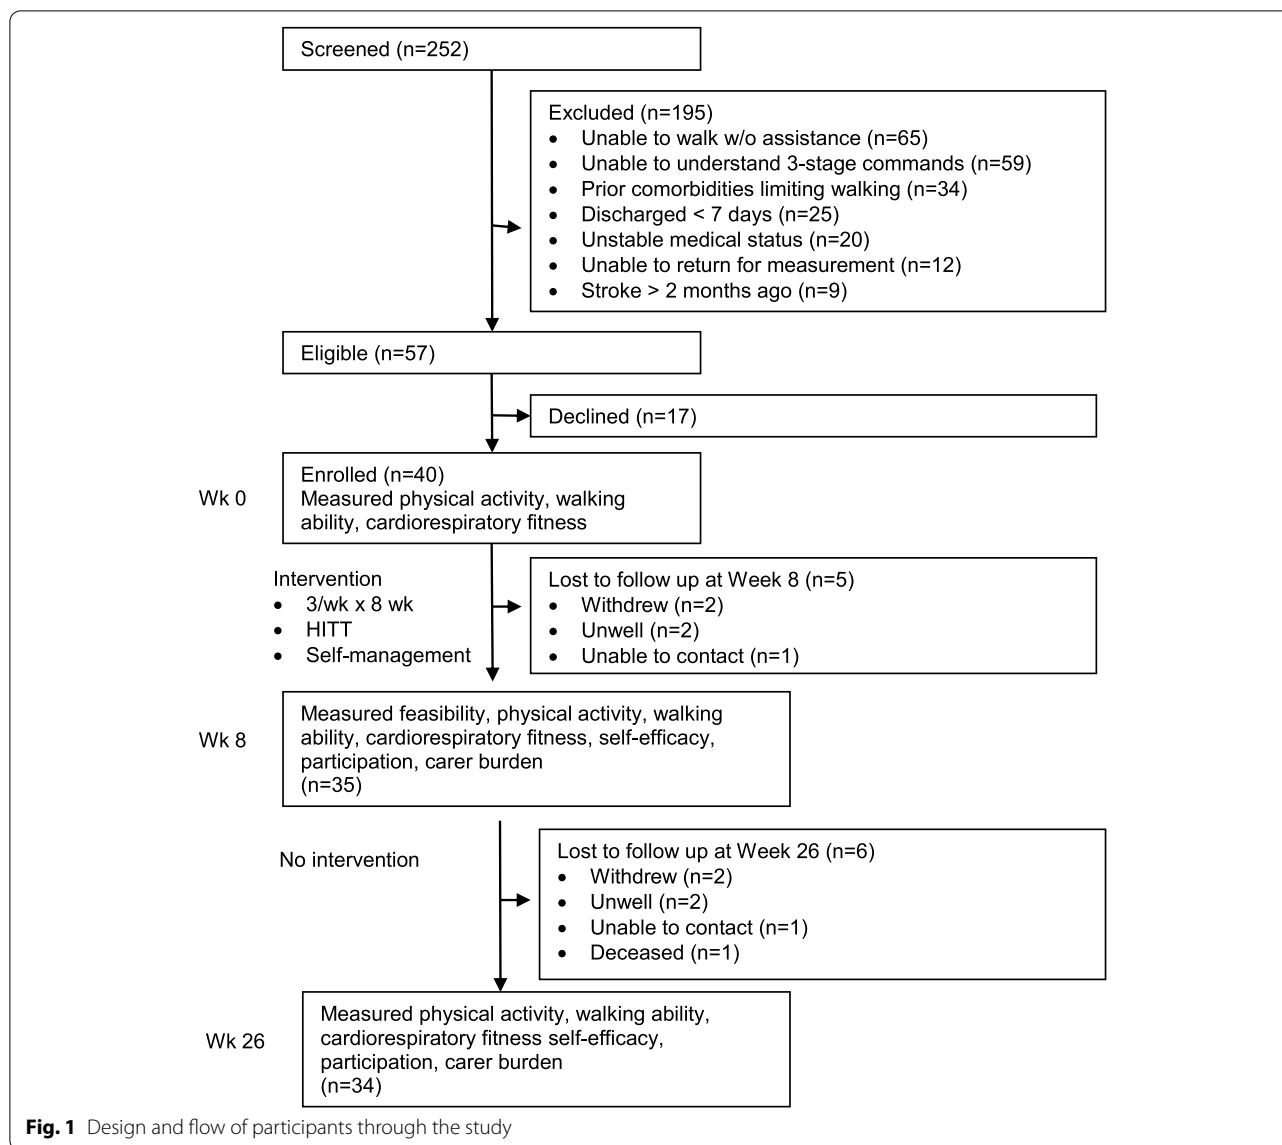 Screened (n=252)
Excluded (n=195)
• Unable to walk w/o assistance (n=65)
• Unable to understand 3-stage commands (n=59)
• Prior comorbidities limiting walking (n=34)
• Discharged < 7 days (n=25)
• Unstable medical status (n=20)
• Unable to return for measurement (n=12)
• Stroke > 2 months ago (n=9)
Eligible (n=57)
Declined (n=17)
Wk 0
Enrolled (n=40)
Measured physical activity, walking
ability, cardiorespiratory fitness
Intervention
• 3/wk x 8 wk
• HITT
• Self-management
Lost to follow up at Week 8 (n=5)
• Withdrew (n=2)
• Unwell (n=2)
• Unable to contact (n=1)
Wk 8
Measured feasibility, physical activity, walking
ability, cardiorespiratory fitness, self-efficacy,
participation, carer burden
(n=35)
No intervention
Lost to follow up at Week 26 (n=6)
• Withdrew (n=2)
• Unwell (n=2)
• Unable to contact (n=1)
• Deceased (n=1)
Wk 26
Measured physical activity, walking ability,
cardiorespiratory fitness self-efficacy,
participation, carer burden
(n=34)
Fig. 1 Design and flow of participants through the study